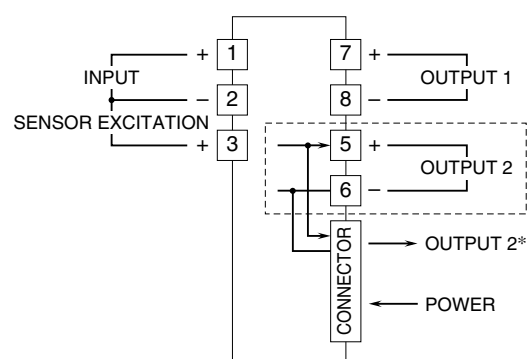 + 1 7 +
INPUT OUTPUT 1
− 2 8 −
SENSOR EXCITATION
+ 3 5 +
OUTPUT 2
6 −
CONNECTOR
OUTPUT 2*
POWER